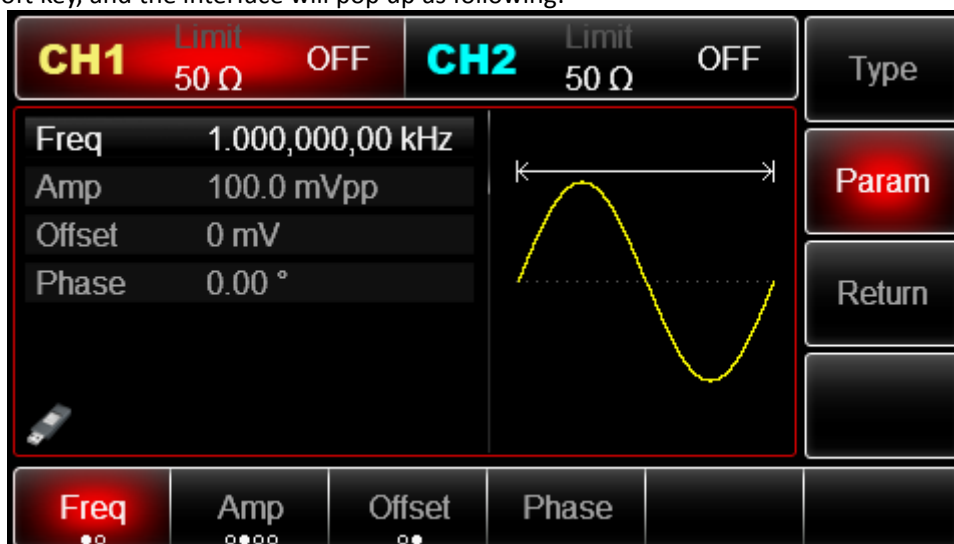 oft key, and the interface will pop up as following:
CH1 Limit 50 Ω OFF CH2 Limit 50 Ω OFF
Type
Freq 1.000,000,00 kHz
Amp 100.0 mVpp
Param
Offset 0 mV
Phase 0.00 °
Return
Freq Amp Offset Phase